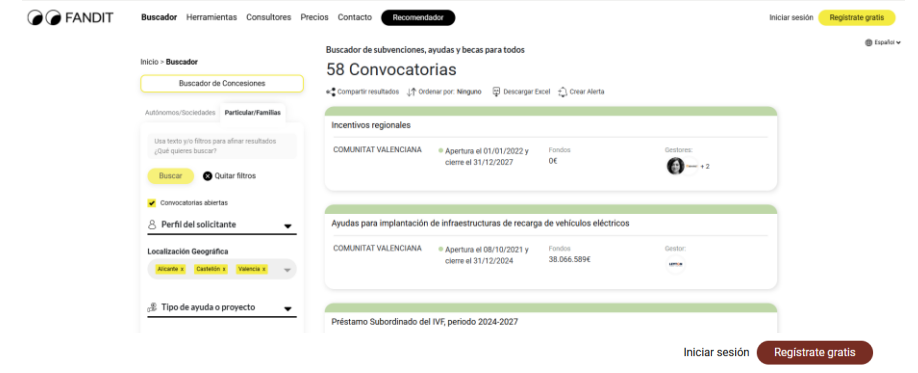 FANDIT
Buscador Herramientas Consultores Precios Contacto Recomendador
Iniciar sesión Regístrate gratis
Español
Inicio > Buscador
Buscador de Concesiones
Autónomos/Sociedades Particular/Familias
Usa texto y/o filtros para afinar resultados
¿Qué quieres buscar?
Buscar Quitar filtros
Convocatorias abiertas
Perfil del solicitante
Localización Geográfica
Alicante x Castellón x Valencia x
Tipo de ayuda o proyecto
Buscador de subvenciones, ayudas y becas para todos
58 Convocatorias
Compartir resultados Ordenar por: Ninguno Descargar Excel Crear Alerta
Incentivos regionales
COMUNITAT VALENCIANA
Apertura el 01/01/2022 y
cierre el 31/12/2027
Fondos
0€
Gestores:
+ 2
Ayudas para implantación de infraestructuras de recarga de vehículos eléctricos
COMUNITAT VALENCIANA
Apertura el 08/10/2021 y
cierre el 31/12/2024
Fondos
38.066.589€
Gestor:
Préstamo Subordinado del IVF, periodo 2024-2027
Iniciar sesión Regístrate gratis